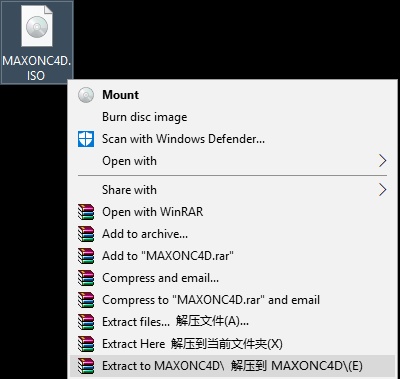 MAXONC4D.
ISO
Mount
Burn disc image
Scan with Windows Defender...
Open with
Share with
Open with WinRAR
Add to archive...
Add to "MAXONC4D.rar"
Compress and email...
Compress to "MAXONC4D.rar" and email
Extract files... 解压文件(A)...
Extract Here 解压到当前文件夹(X)
Extract to MAXONC4D\ 解压到 MAXONC4D\(E)